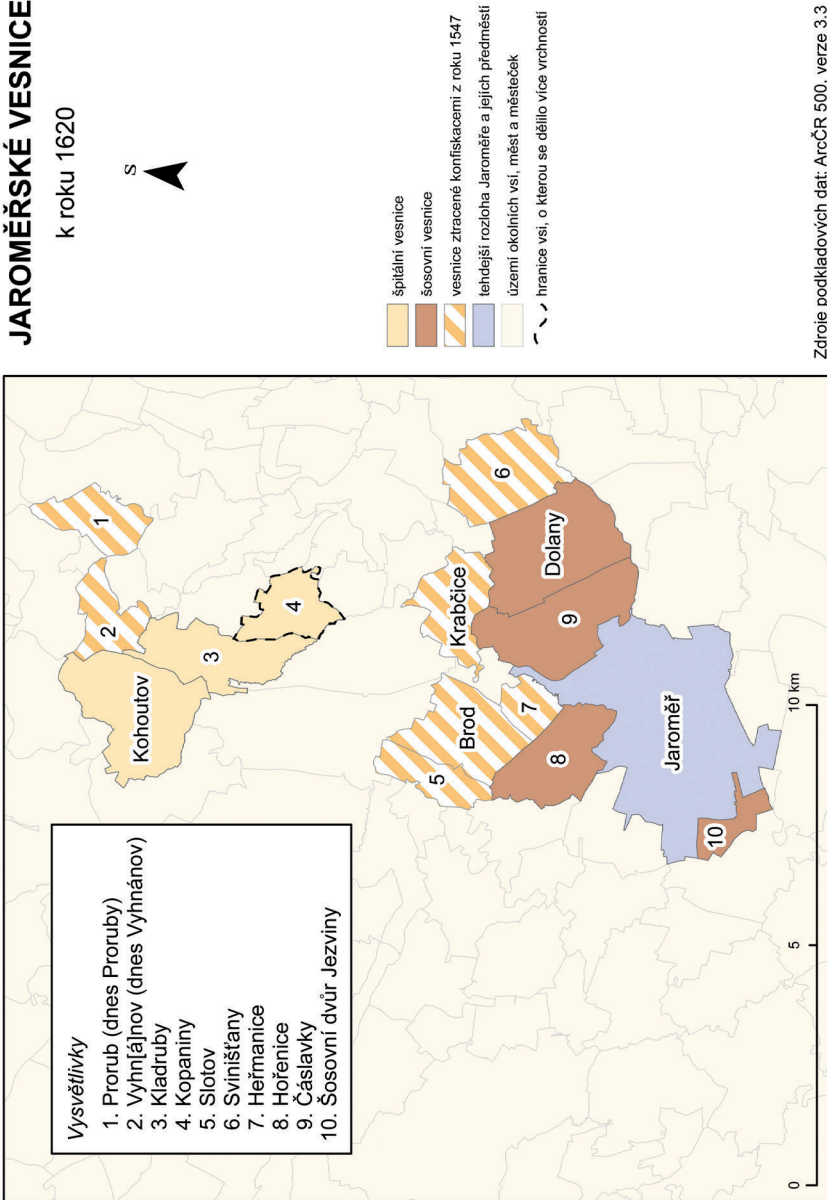 JAROMĚŘSKÉ VESNICE
k roku 1620
S
špitální vesnice
šosovní vesnice
vesnice ztracené konfiskacemi z roku 1547
tehdejší rozloha Jaroměře a jejich předměstí
území okolních vsí, měst a městeček
hranice vsi, o kterou se dělilo více vrchností
Zdroje podkladových dat: ArcČR 500, verze 3.3
Vysvětlivky
1. Prorub (dnes Proruby)
2. Vyhn[á]nov (dnes Vyhnánov)
3. Kladruby
4. Kopaniny
5. Slotov
6. Svinišťany
7. Heřmanice
8. Hořenice
9. Čáslavky
10. Šosovní dvůr Jezviny
1
2
Kohoutov
3
4
6
Krabčice
Dolany
5
Brod
9
7
8
Jaroměř
10
0
5
10 km